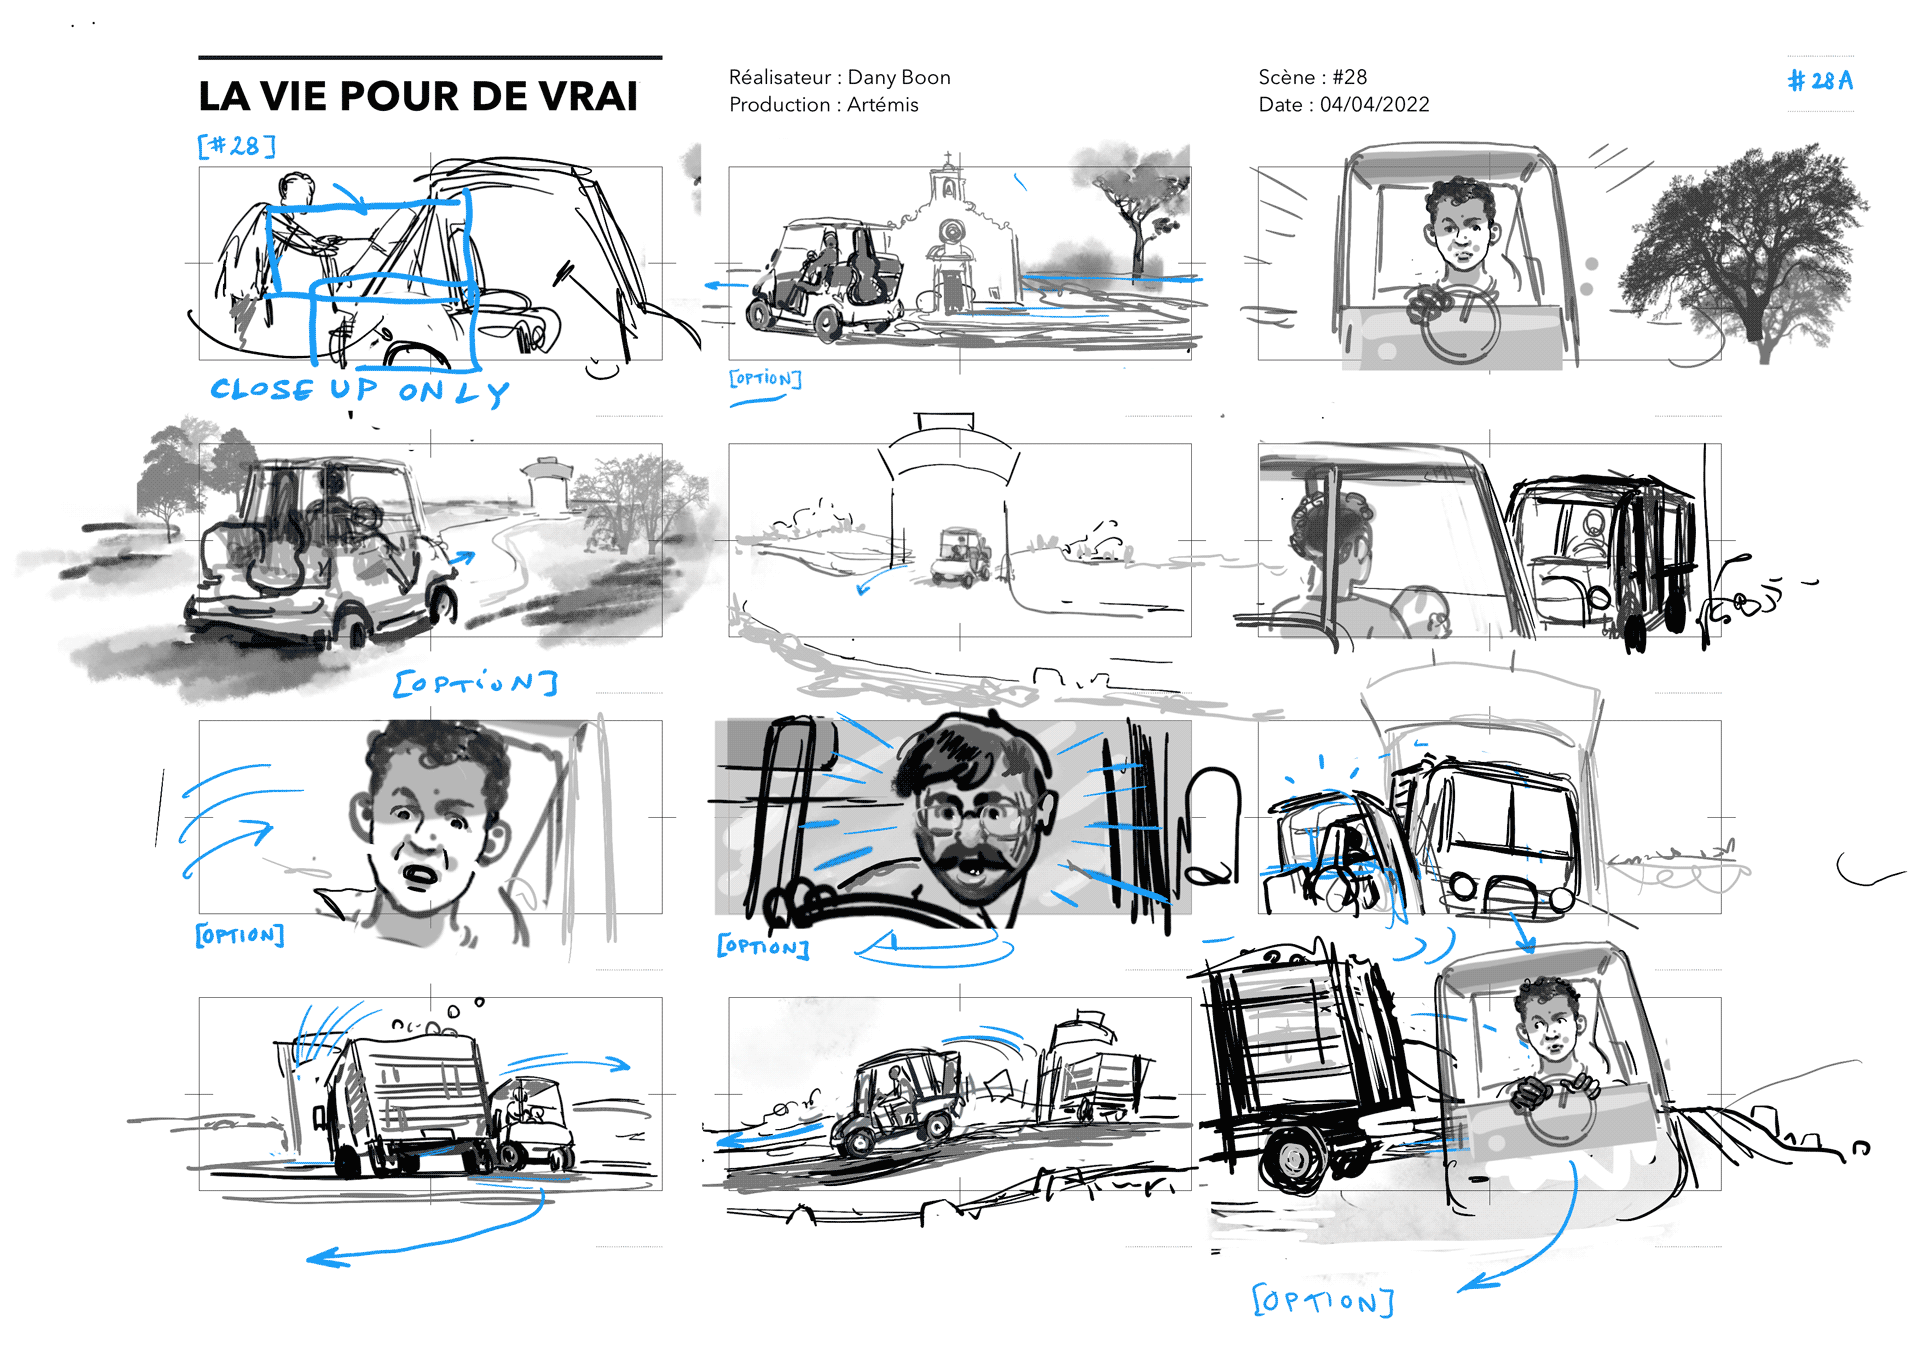 LA VIE POUR DE VRAI
Réalisateur : Dany Boon
Production : Artémis
Scène : #28
Date : 04/04/2022
#28A
[#28]
CLOSE UP ONLY
[OPTION]
[OPTION]
[OPTION]
[OPTION]
[OPTION]